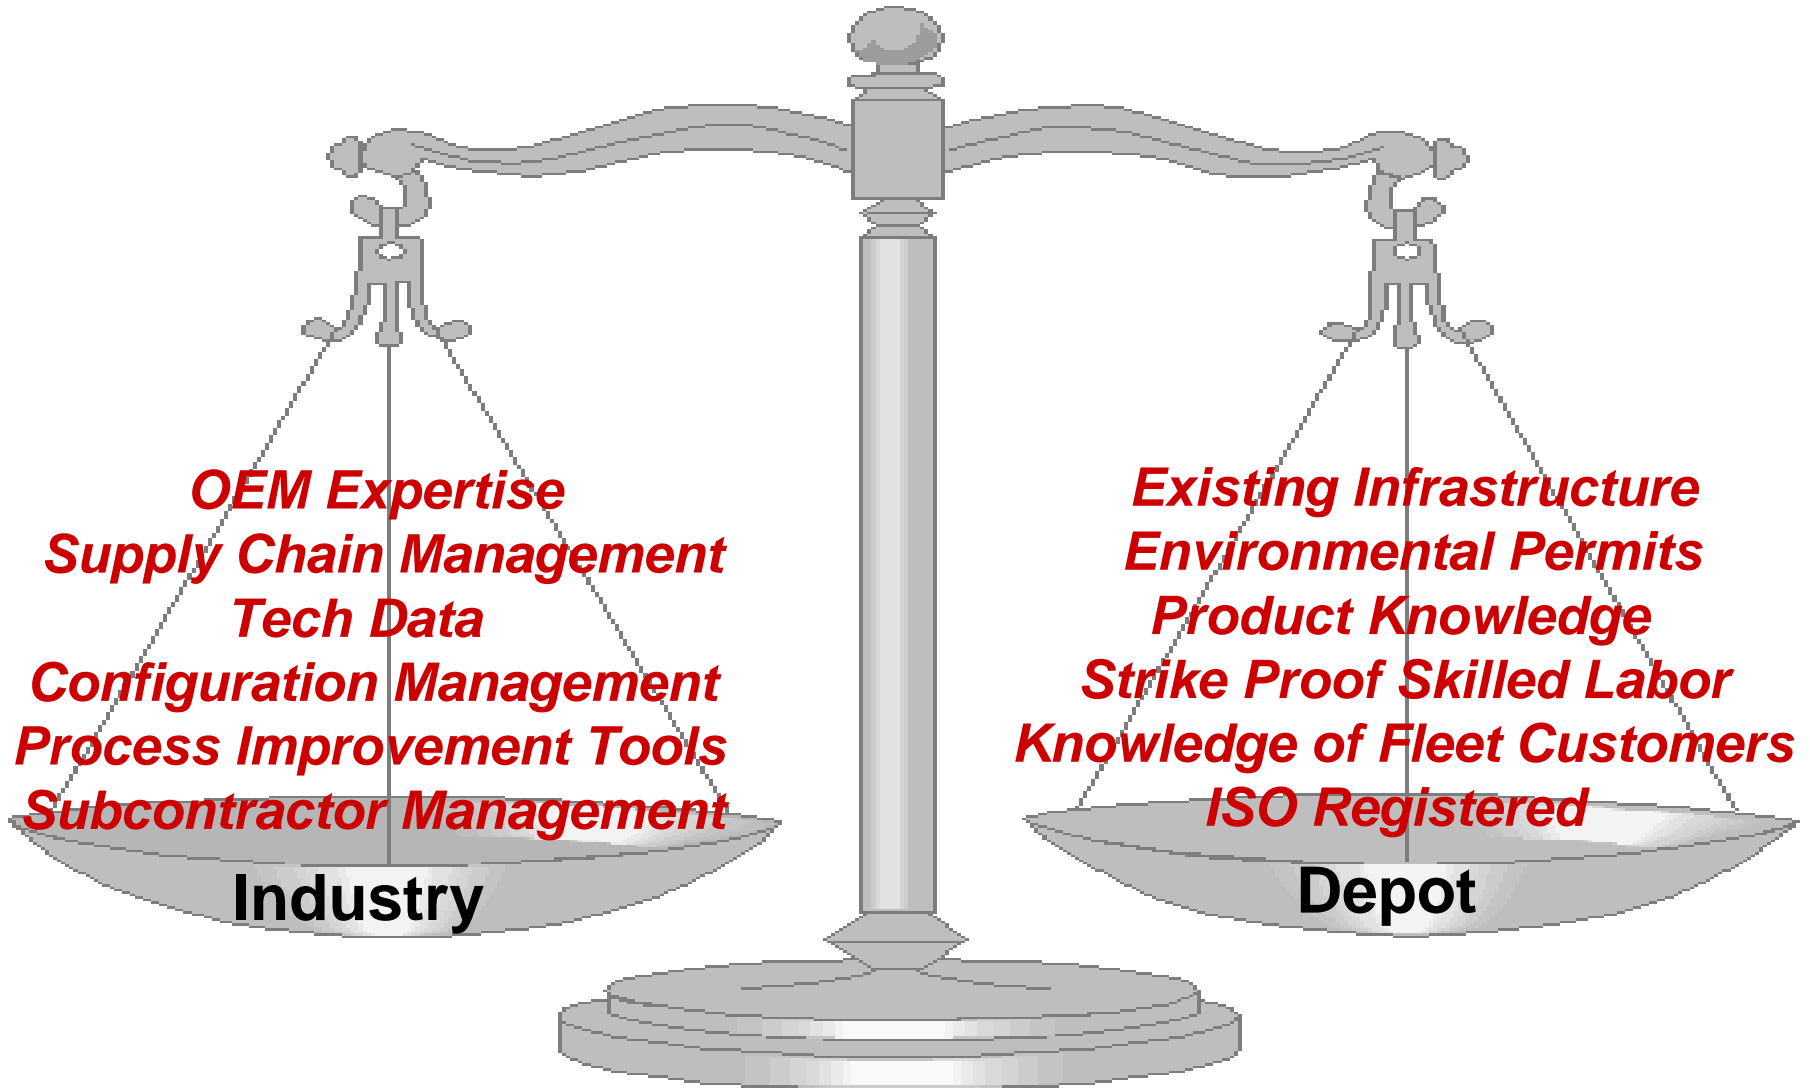 OEM Expertise
Supply Chain Management
Tech Data
Configuration Management
Process Improvement Tools
Subcontractor Management
Industry
Existing Infrastructure
Environmental Permits
Product Knowledge
Strike Proof Skilled Labor
Knowledge of Fleet Customers
ISO Registered
Depot